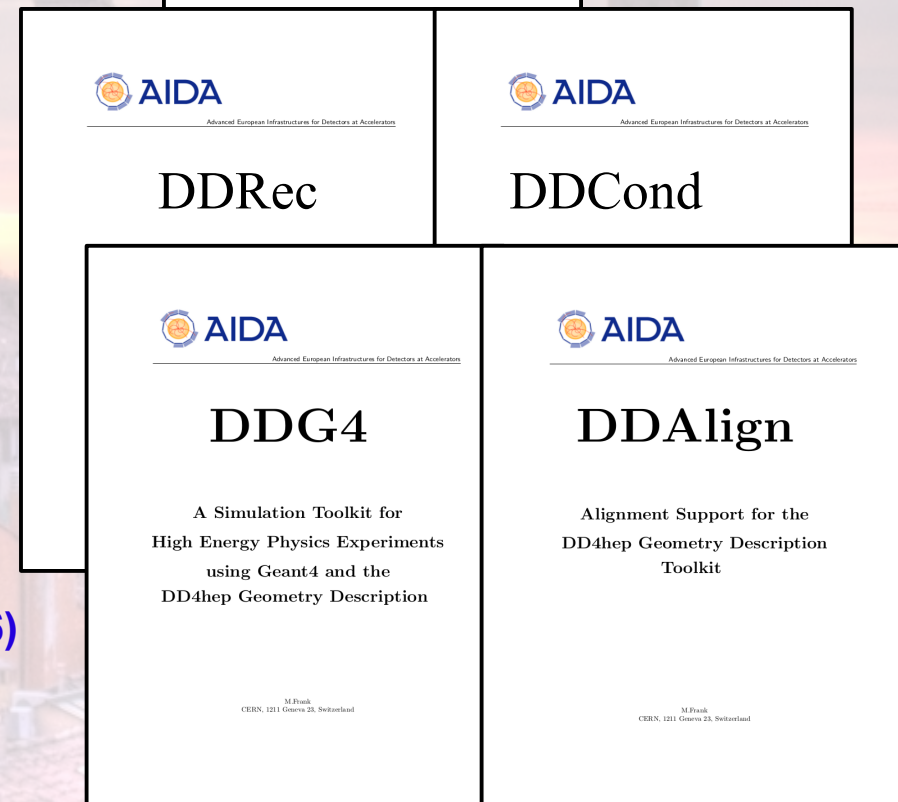 AIDA
Advanced European Infrastructures for Detectors at Accelerators
DDRec
AIDA
Advanced European Infrastructures for Detectors at Accelerators
DDCond
AIDA
Advanced European Infrastructures for Detectors at Accelerators
DDG4
A Simulation Toolkit for
High Energy Physics Experiments
using Geant4 and the
DD4hep Geometry Description
M.Frank
CERN, 1211 Geneva 23, Switzerland
AIDA
Advanced European Infrastructures for Detectors at Accelerators
DDAlign
Alignment Support for the
DD4hep Geometry Description
Toolkit
M.Frank
CERN, 1211 Geneva 23, Switzerland
)